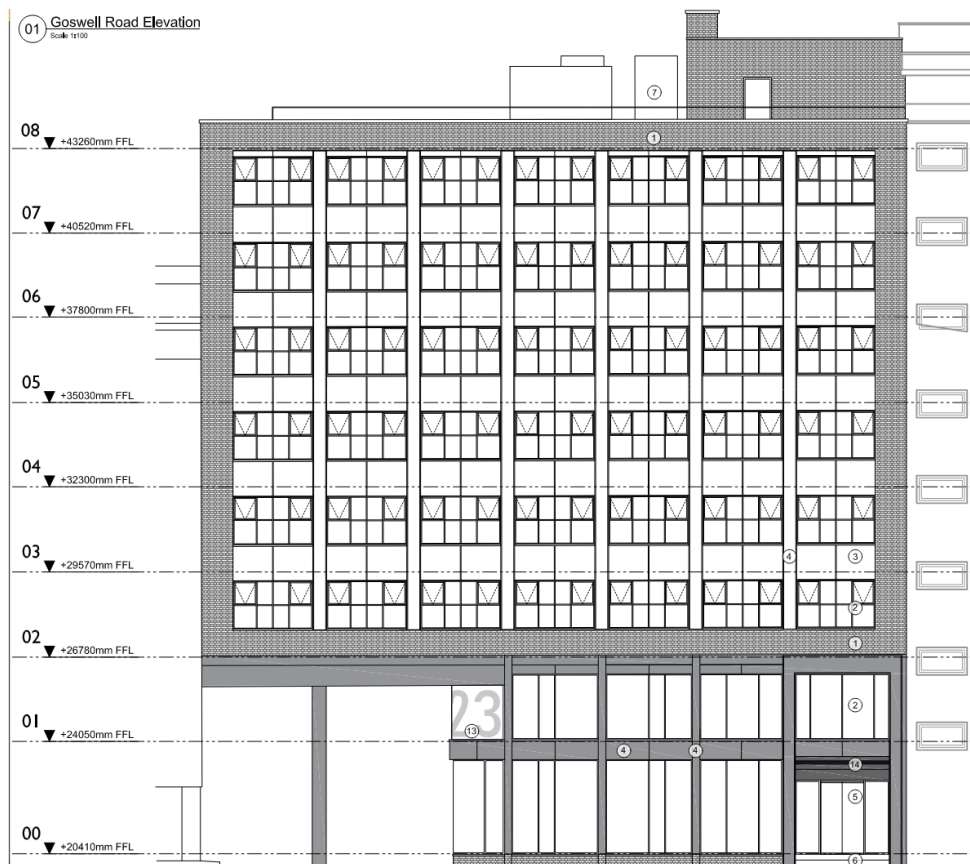 01 Goswell Road Elevation
Scale 1:100
7
1
08 +43260mm FFL
07 +40520mm FFL
06 +37800mm FFL
05 +35030mm FFL
04 +32300mm FFL
4 3
03 +29570mm FFL
2
1
02 +26780mm FFL
2
23
13
01 +24050mm FFL
4 4
14
5
00 +20410mm FFL
6